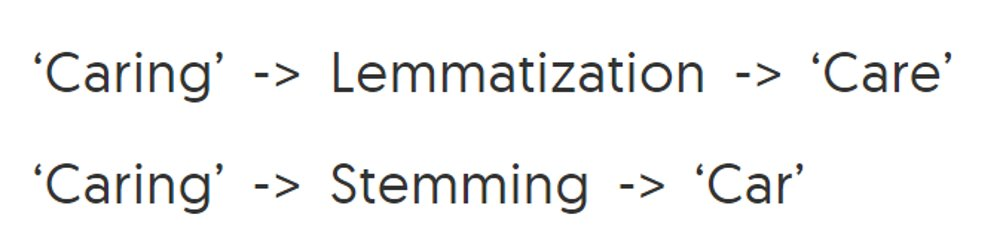 ‘Caring’ -> Lemmatization -> ‘Care’
‘Caring’ -> Stemming -> ‘Car’